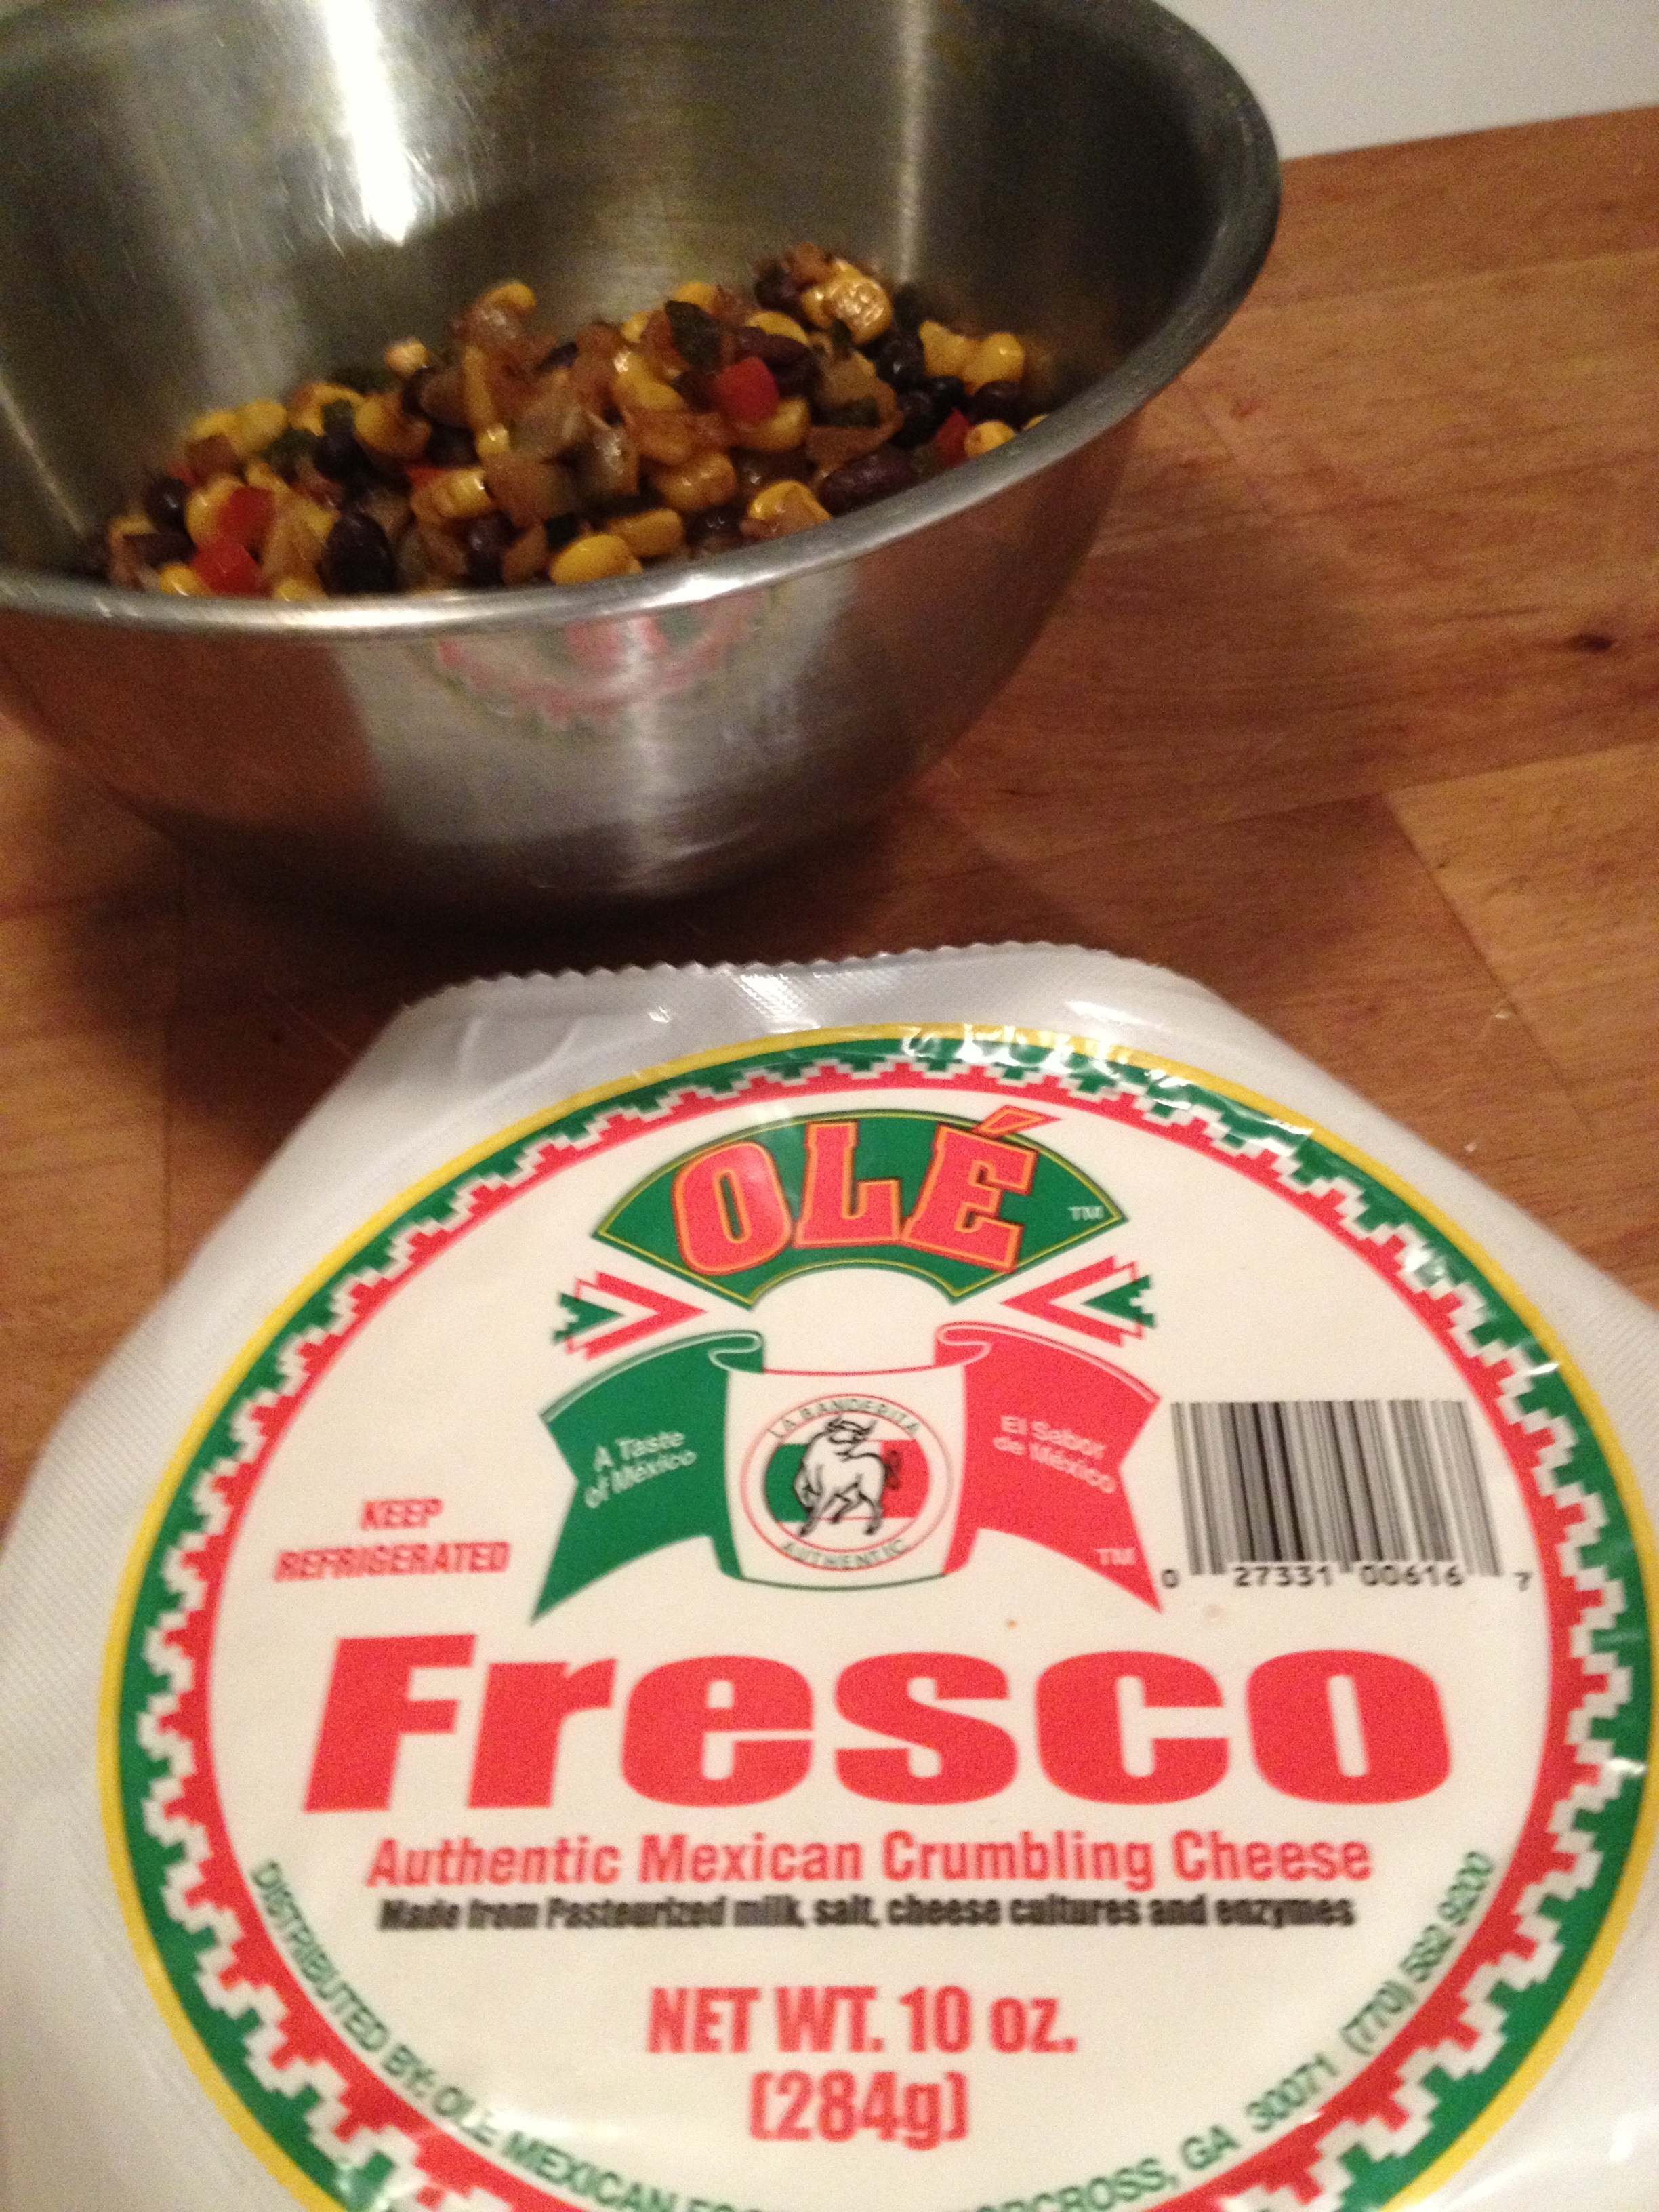 OLÉ TM
A Taste
of México
LA BANDERITA
AUTHENTIC
El Sabor
de México
TM
KEEP
REFRIGERATED
0 27331 00616 7
Fresco
Authentic Mexican Crumbling Cheese
Made from Pasteurized milk, salt, cheese cultures and enzymes
NET WT. 10 oz.
(284g)
DISTRIBUTED BY: OLE MEXICAN GA 30071 (770) 582 9200